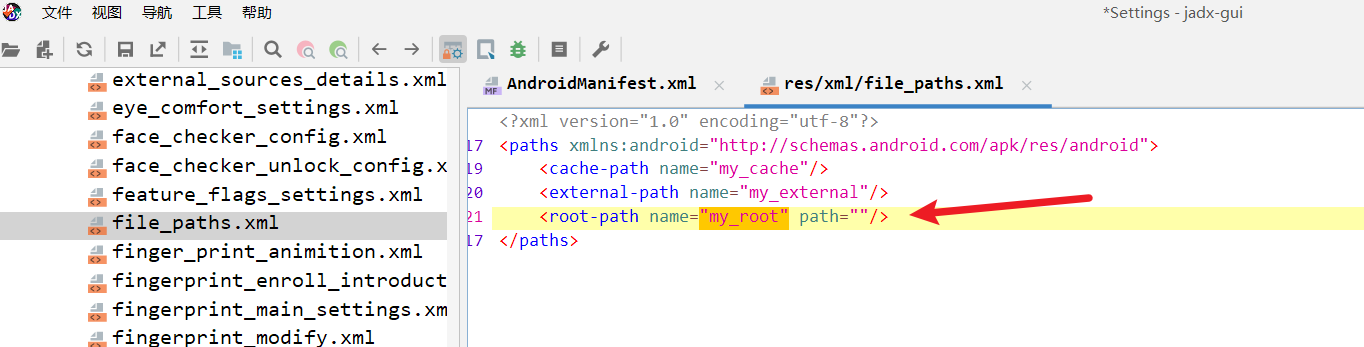 文件 视图 导航 工具 帮助 *Settings - jadx-gui
external_sources_details.xml
eye_comfort_settings.xml
face_checker_config.xml
face_checker_unlock_config.x
feature_flags_settings.xml
file_paths.xml
finger_print_animition.xml
fingerprint_enroll_introduct
fingerprint_main_settings.xm
fingerprint_modify.xml
AndroidManifest.xml res/xml/file_paths.xml
<?xml version="1.0" encoding="utf-8"?>
17 <paths xmlns:android="http://schemas.android.com/apk/res/android">
19 <cache-path name="my_cache"/>
20 <external-path name="my_external"/>
21 <root-path name="my_root" path=""/>
17 </paths>